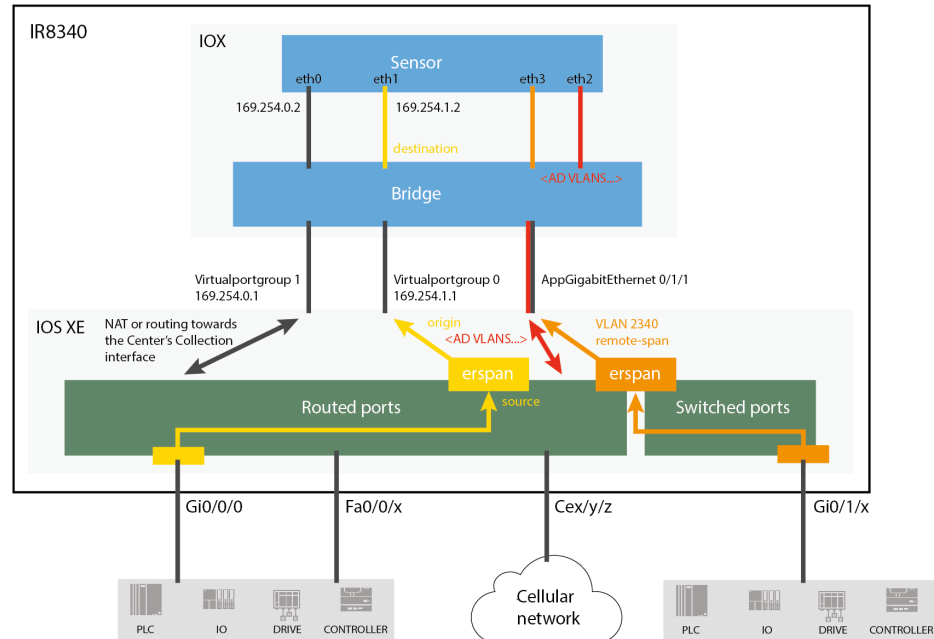 IR8340
IOX
Sensor
eth0
eth1
eth3
eth2
169.254.0.2
169.254.1.2
destination
<AD VLANS...>
Bridge
Virtualportgroup 1
169.254.0.1
Virtualportgroup 0
169.254.1.1
AppGigabitEthernet 0/1/1
IOS XE
NAT or routing towards
the Center's Collection
interface
origin
<AD VLANS...>
VLAN 2340
remote-span
erspan
erspan
source
Routed ports
Switched ports
Gi0/0/0
Fa0/0/x
Cex/y/z
Gi0/1/x
PLC
IO
DRIVE
CONTROLLER
Cellular
network
PLC
IO
DRIVE
CONTROLLER